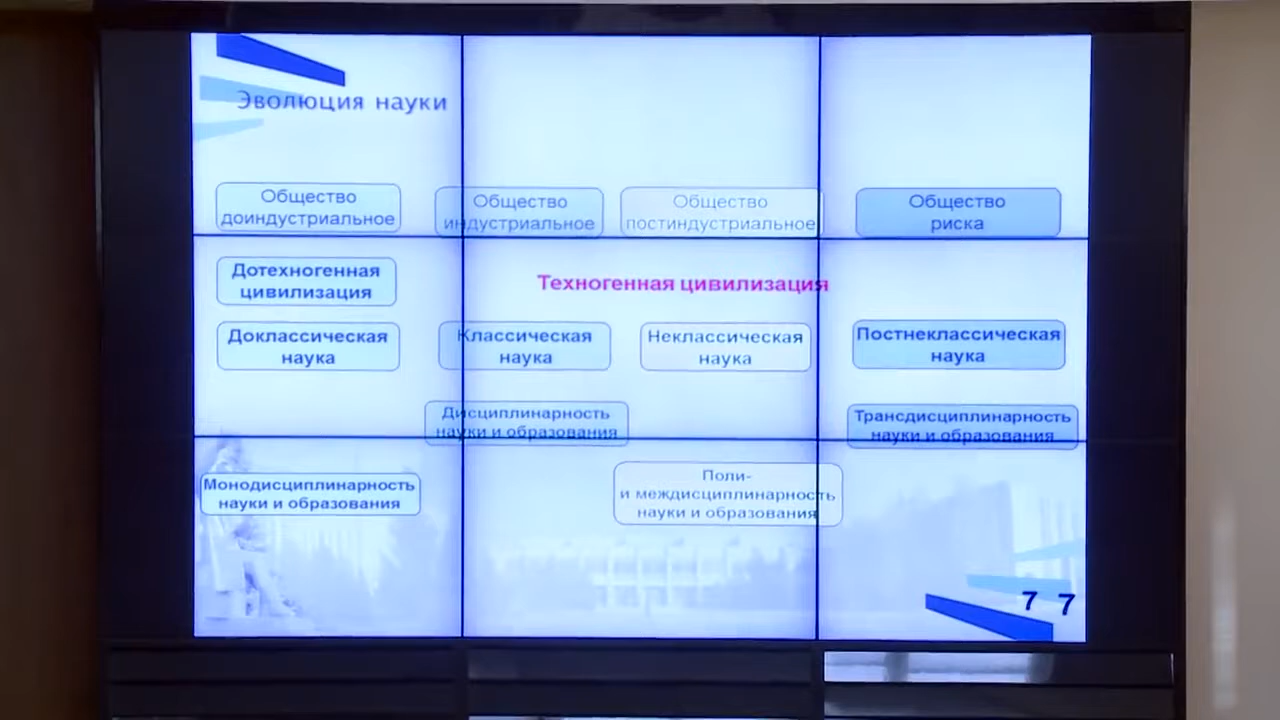 Эволюция науки
Общество
доиндустриальное
Общество
индустриальное
Общество
постиндустриальное
Общество
риска
Дотехногенная
цивилизация
Техногенная цивилизация
Доклассическая
наука
Классическая
наука
Неклассическая
наука
Постнеклассическая
наука
Дисциплинарность
науки и образования
Трансдисциплинарность
науки и образования
Монодисциплинарность
науки и образования
Поли-
и междисциплинарность
науки и образования
7 7